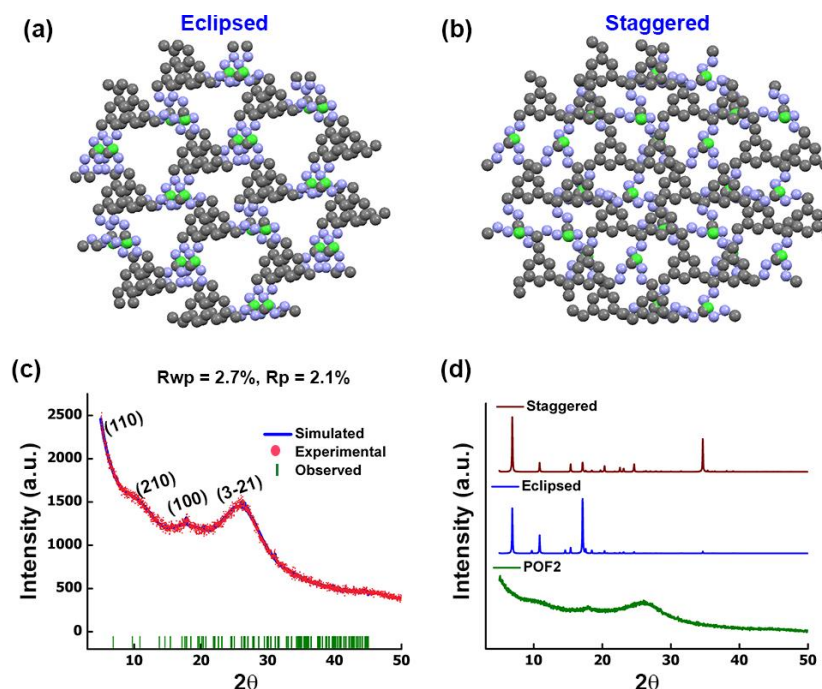 (a)
Eclipsed
(b)
Staggered
(c)
Rwp = 2.7%, Rp = 2.1%
2500
2000
1500
1000
500
0
Intensity (a.u.)
(110)
(210)
(100)
(3-21)
Simulated
Experimental
Observed
10
20
30
40
50
2θ
(d)
Intensity (a.u.)
Staggered
Eclipsed
POF2
10
20
30
40
50
2θ